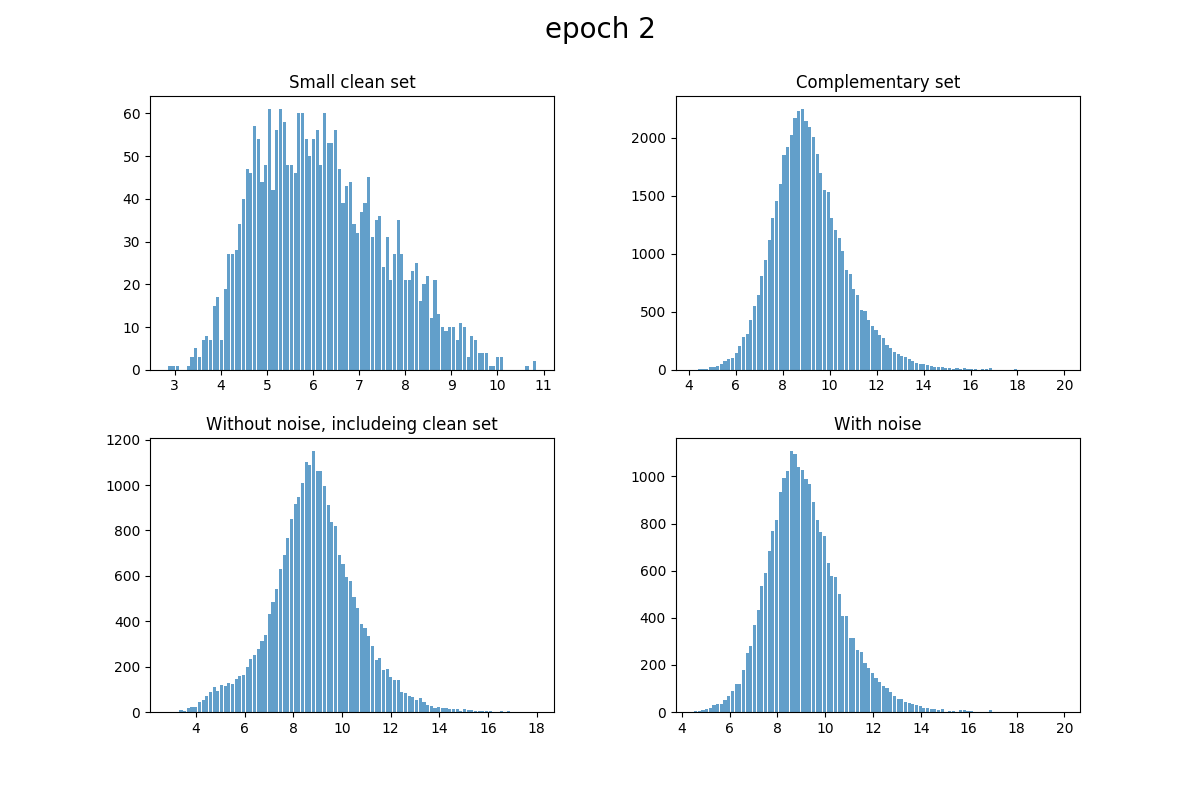 epoch 2
Small clean set
60
50
40
30
20
10
0
3 4 5 6 7 8 9 10 11
Complementary set
2000
1500
1000
500
0
4 6 8 10 12 14 16 18 20
Without noise, includeing clean set
1200
1000
800
600
400
200
0
4 6 8 10 12 14 16 18
With noise
1000
800
600
400
200
0
4 6 8 10 12 14 16 18 20